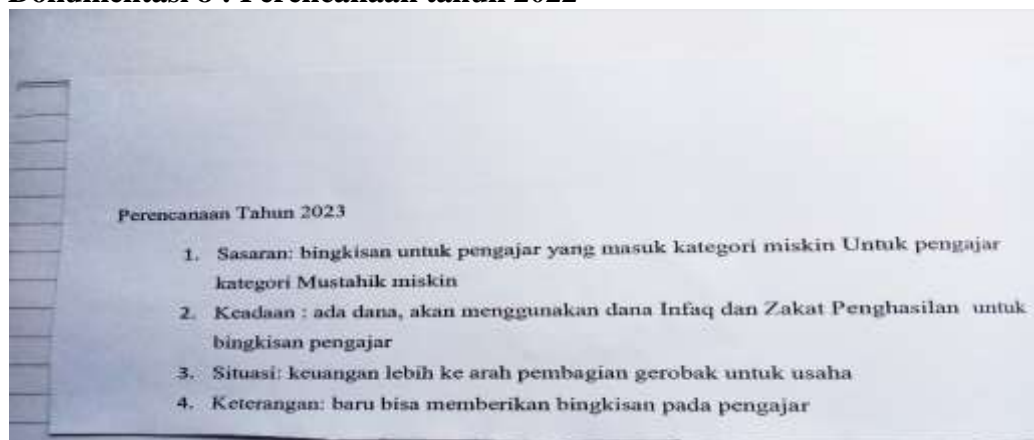 Dokumentasi 8 : Perencanaan tahun 2022
Perencanaan Tahun 2023
1. Sasaran: bingkisan untuk pengajar yang masuk kategori miskin Untuk pengajar
kategori Mustahik miskin
2. Keadaan : ada dana, akan menggunakan dana Infaq dan Zakat Penghasilan untuk
bingkisan pengajar
3. Situasi: keuangan lebih ke arah pembagian gerobak untuk usaha
4. Keterangan: baru bisa memberikan bingkisan pada pengajar